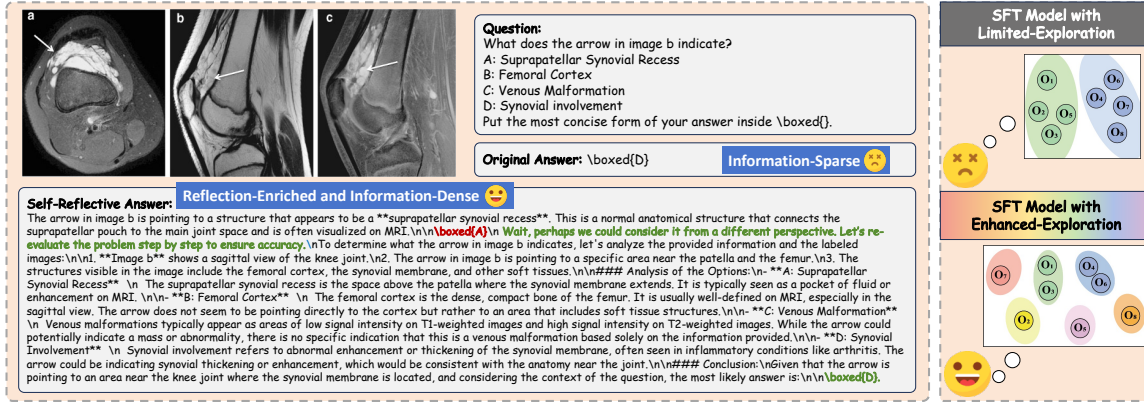 a
b
c
Question:
What does the arrow in image b indicate?
A: Suprapatellar Synovial Recess
B: Femoral Cortex
C: Venous Malformation
D: Synovial involvement
Put the most concise form of your answer inside \boxed{}.
Original Answer: \boxed{D}
Information-Sparse
Reflection-Enriched and Information-Dense
Self-Reflective Answer:
The arrow in image b is pointing to a structure that appears to be a **suprapatellar synovial recess**. This is a normal anatomical structure that connects the
suprapatellar pouch to the main joint space and is often visualized on MRI.\n\n\boxed{A}\n Wait, perhaps we could consider it from a different perspective. Let's re-
evaluate the problem step by step to ensure accuracy.\nTo determine what the arrow in image b indicates, let's analyze the provided information and the labeled
images:\n\n1. **Image b** shows a sagittal view of the knee joint.\n2. The arrow in image b is pointing to a specific area near the patella and the femur.\n3. The
structures visible in the image include the femoral cortex, the synovial membrane, and other soft tissues.\n\n### Analysis of the Options:\n- **A: Suprapatellar
Synovial Recess** \n The suprapatellar synovial recess is the space above the patella where the synovial membrane extends. It is typically seen as a pocket of fluid or
enhancement on MRI. \n\n- **B: Femoral Cortex** \n The femoral cortex is the dense, compact bone of the femur. It is usually well-defined on MRI, especially in the
sagittal view. The arrow does not seem to be pointing directly to the cortex but rather to an area that includes soft tissue structures.\n\n- **C: Venous Malformation**
\n Venous malformations typically appear as areas of low signal intensity on T1-weighted images and high signal intensity on T2-weighted images. While the arrow could
potentially indicate a mass or abnormality, there is no specific indication that this is a venous malformation based solely on the information provided.\n\n- **D: Synovial
Involvement** \n Synovial involvement refers to abnormal enhancement or thickening of the synovial membrane, often seen in inflammatory conditions like arthritis. The
arrow could be indicating synovial thickening or enhancement, which would be consistent with the anatomy near the joint.\n\n### Conclusion:\nGiven that the arrow is
pointing to an area near the knee joint where the synovial membrane is located, and considering the context of the question, the most likely answer is:\n\n\boxed{D}.
SFT Model with
Limited-Exploration
O₁
O₂
O₅
O₃
O₆
O₄
O₇
O₈
SFT Model with
Enhanced-Exploration
O₇
O₁
O₃
O₄
O₆
O₂
O₅
O₈